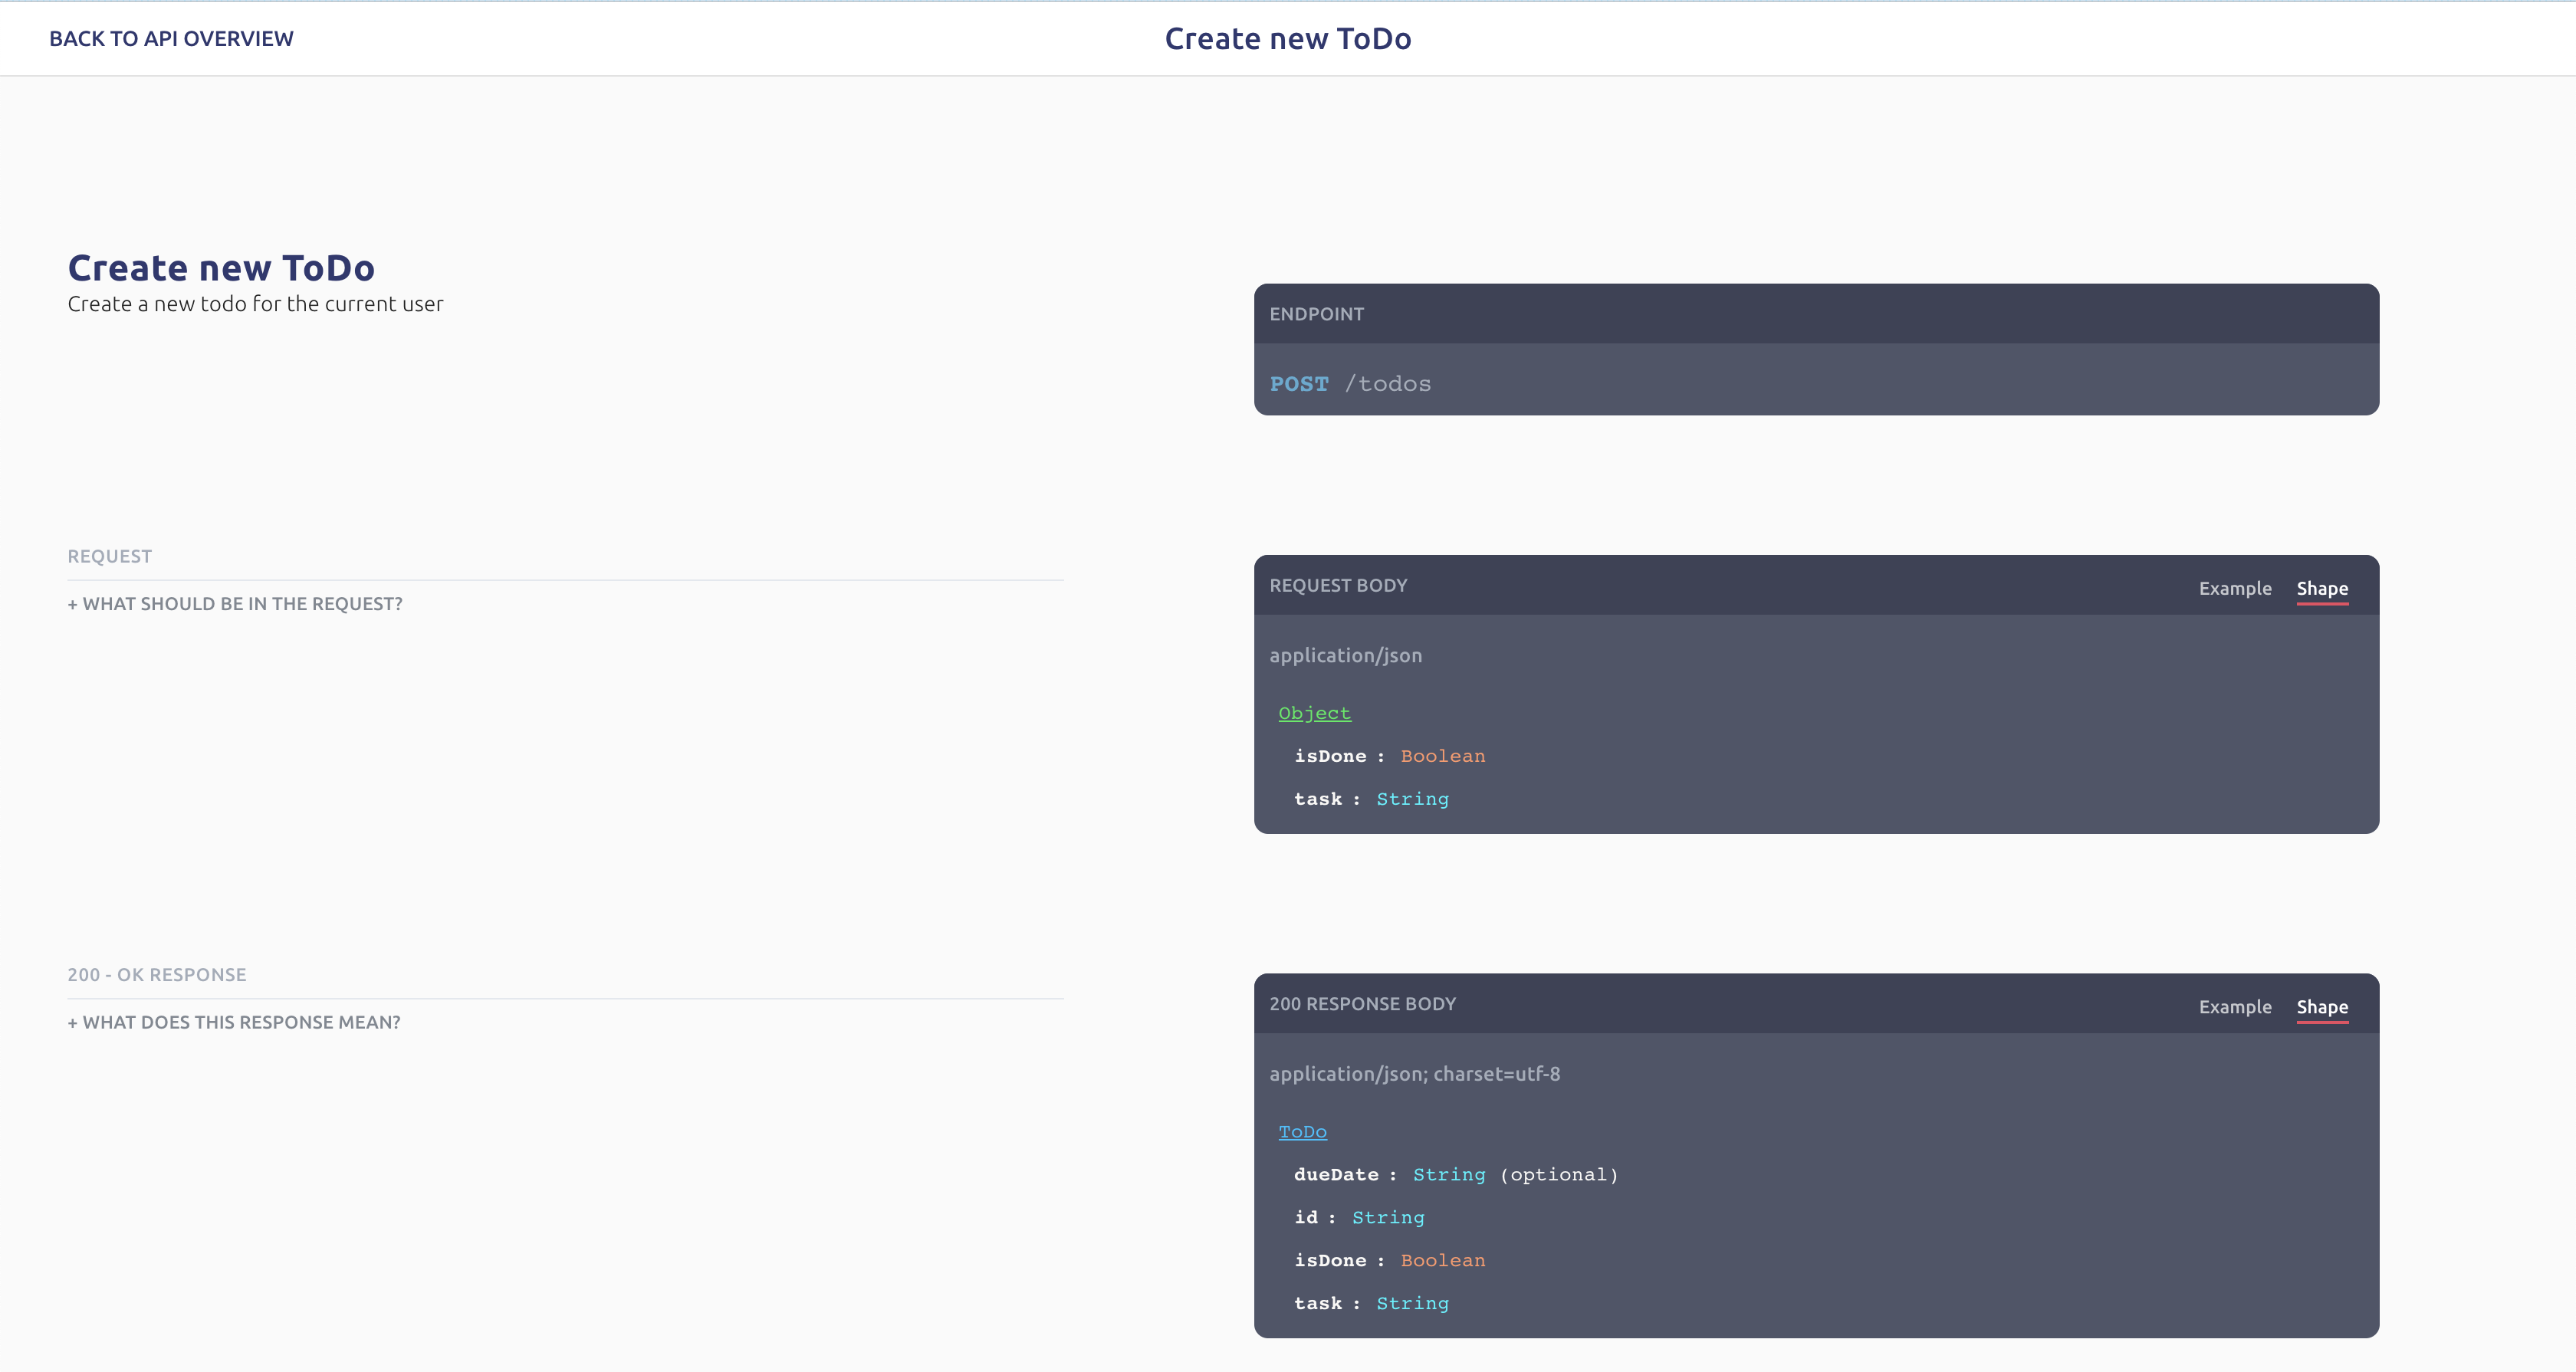 BACK TO API OVERVIEW
Create new ToDo
Create new ToDo
Create a new todo for the current user
ENDPOINT
POST /todos
REQUEST
+ WHAT SHOULD BE IN THE REQUEST?
REQUEST BODY
Example Shape
application/json
Object
isDone : Boolean
task : String
200 - OK RESPONSE
+ WHAT DOES THIS RESPONSE MEAN?
200 RESPONSE BODY
Example Shape
application/json; charset=utf-8
ToDo
dueDate : String (optional)
id : String
isDone : Boolean
task : String